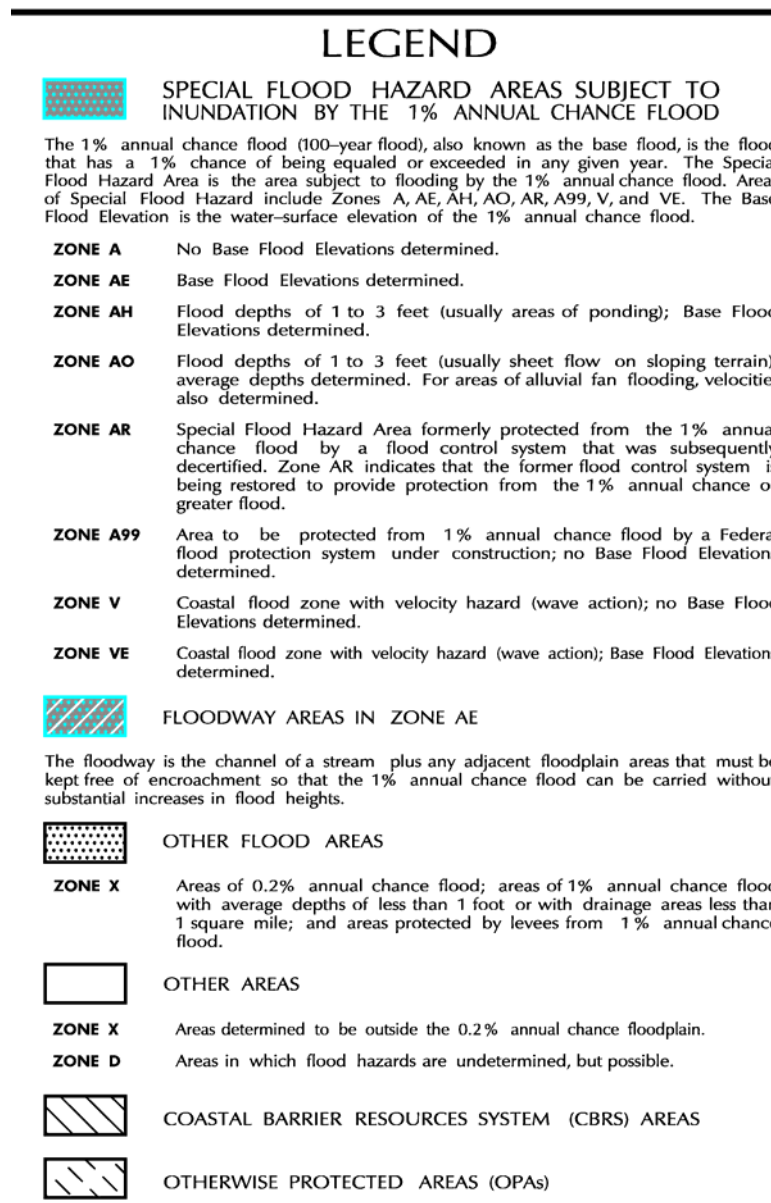 LEGEND
SPECIAL FLOOD HAZARD AREAS SUBJECT TO
INUNDATION BY THE 1% ANNUAL CHANCE FLOOD
The 1% annual chance flood (100–year flood), also known as the base flood, is the flood
that has a 1% chance of being equaled or exceeded in any given year. The Special
Flood Hazard Area is the area subject to flooding by the 1% annual chance flood. Areas
of Special Flood Hazard include Zones A, AE, AH, AO, AR, A99, V, and VE. The Base
Flood Elevation is the water–surface elevation of the 1% annual chance flood.
ZONE A No Base Flood Elevations determined.
ZONE AE Base Flood Elevations determined.
ZONE AH Flood depths of 1 to 3 feet (usually areas of ponding); Base Flood
Elevations determined.
ZONE AO Flood depths of 1 to 3 feet (usually sheet flow on sloping terrain)
average depths determined. For areas of alluvial fan flooding, velocitie
also determined.
ZONE AR Special Flood Hazard Area formerly protected from the 1% annual
chance flood by a flood control system that was subsequently
decertified. Zone AR indicates that the former flood control system is
being restored to provide protection from the 1% annual chance o
greater flood.
ZONE A99 Area to be protected from 1% annual chance flood by a Federa
flood protection system under construction; no Base Flood Elevation
determined.
ZONE V Coastal flood zone with velocity hazard (wave action); no Base Flood
Elevations determined.
ZONE VE Coastal flood zone with velocity hazard (wave action); Base Flood Elevation
determined.
FLOODWAY AREAS IN ZONE AE
The floodway is the channel of a stream plus any adjacent floodplain areas that must be
kept free of encroachment so that the 1% annual chance flood can be carried without
substantial increases in flood heights.
OTHER FLOOD AREAS
ZONE X Areas of 0.2% annual chance flood; areas of 1% annual chance flood
with average depths of less than 1 foot or with drainage areas less than
1 square mile; and areas protected by levees from 1% annual chance
flood.
OTHER AREAS
ZONE X Areas determined to be outside the 0.2% annual chance floodplain.
ZONE D Areas in which flood hazards are undetermined, but possible.
COASTAL BARRIER RESOURCES SYSTEM (CBRS) AREAS
OTHERWISE PROTECTED AREAS (OPAs)